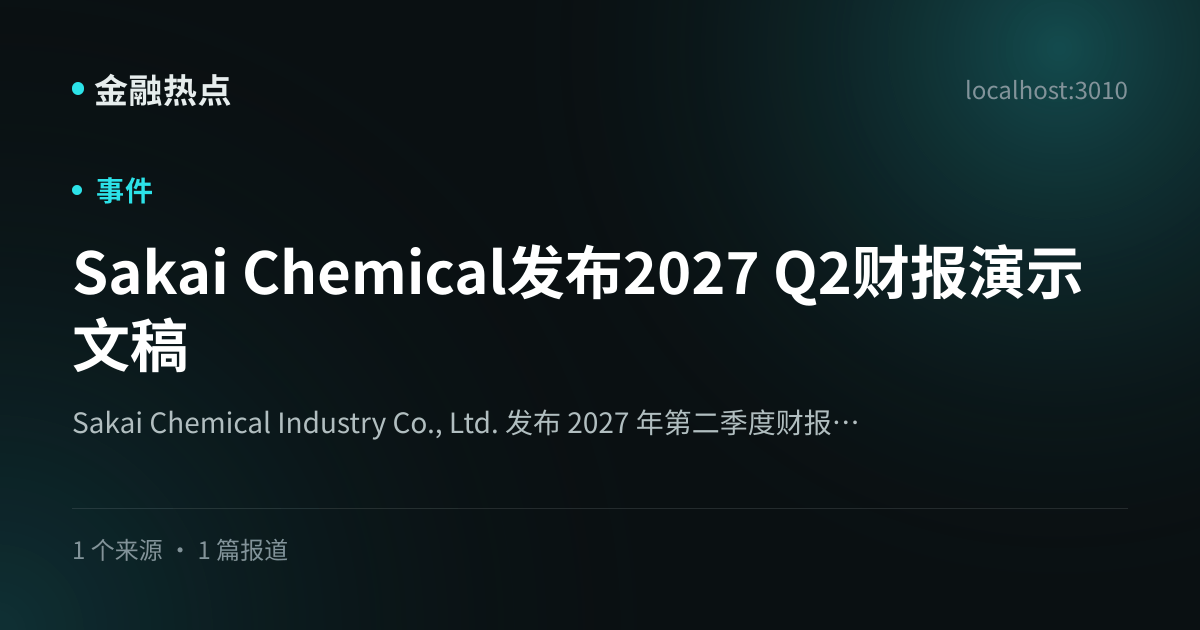 金融热点
localhost:3010
事件
Sakai Chemical发布2027 Q2财报演示
文稿
Sakai Chemical Industry Co., Ltd. 发布 2027 年第二季度财报…
1 个来源 • 1 篇报道